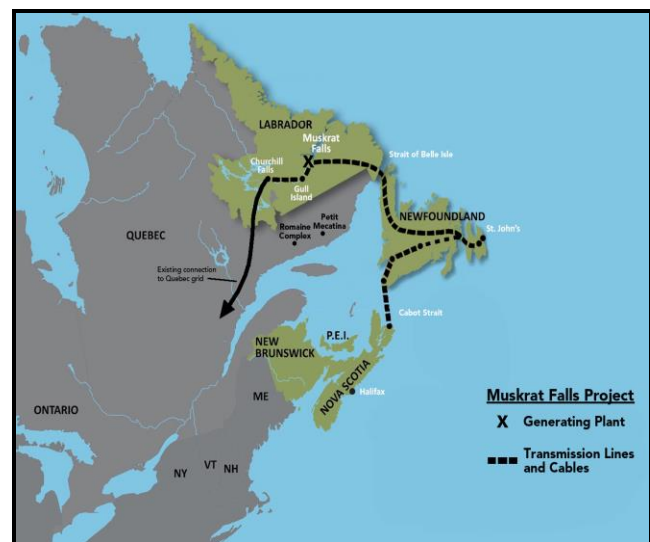 LABRADOR
Muskrat
Falls
X
Churchill
Falls
Gull
Island
Strait of Belle Isle
NEWFOUNDLAND
St. John's
Petit
Mecatina
Romaine
Complex
QUEBEC
Existing connection
to Quebec grid
Cabot Strait
P.E.I.
NEW
BRUNSWICK
NOVA SCOTIA
Halifax
ME
ONTARIO
NY
VT
NH
Muskrat Falls Project
X Generating Plant
Transmission Lines
and Cables